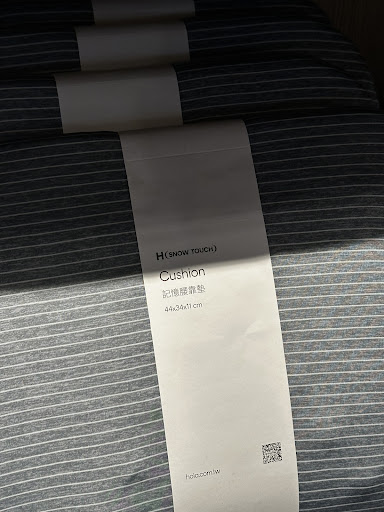 H(SNOW TOUCH)
Cushion
記憶腰靠墊
44x34x11 cm
hola.com.tw